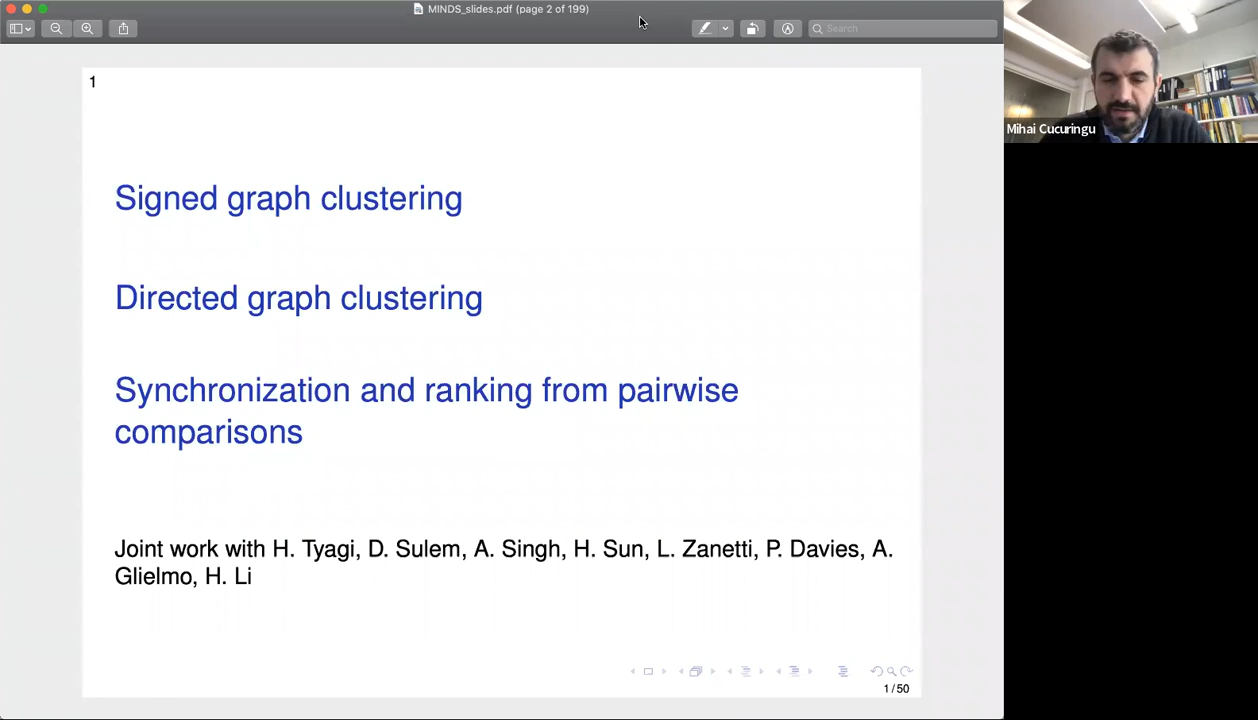 MINDS_slides.pdf (page 2 of 199)
Search
1
Signed graph clustering
Directed graph clustering
Synchronization and ranking from pairwise
comparisons
Joint work with H. Tyagi, D. Sulem, A. Singh, H. Sun, L. Zanetti, P. Davies, A.
Glielmo, H. Li
1 / 50
Mihai Cucuringu